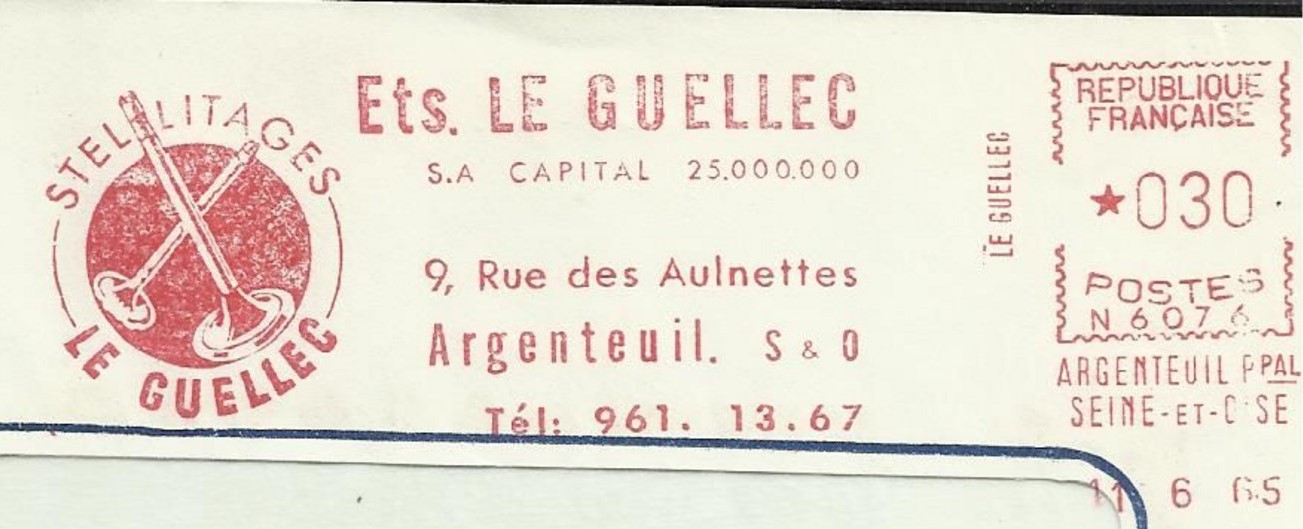 STELLITAGES
LE GUELLEC
Ets. LE GUELLEC
S.A CAPITAL 25.000.000
9, Rue des Aulnettes
Argenteuil. S & O
Tél: 961. 13.67
LE GUELLEC
REPUBLIQUE
FRANÇAISE
★030
POSTES
N 6076
ARGENTEUIL PPAL
SEINE-ET-OISE
11 6 65